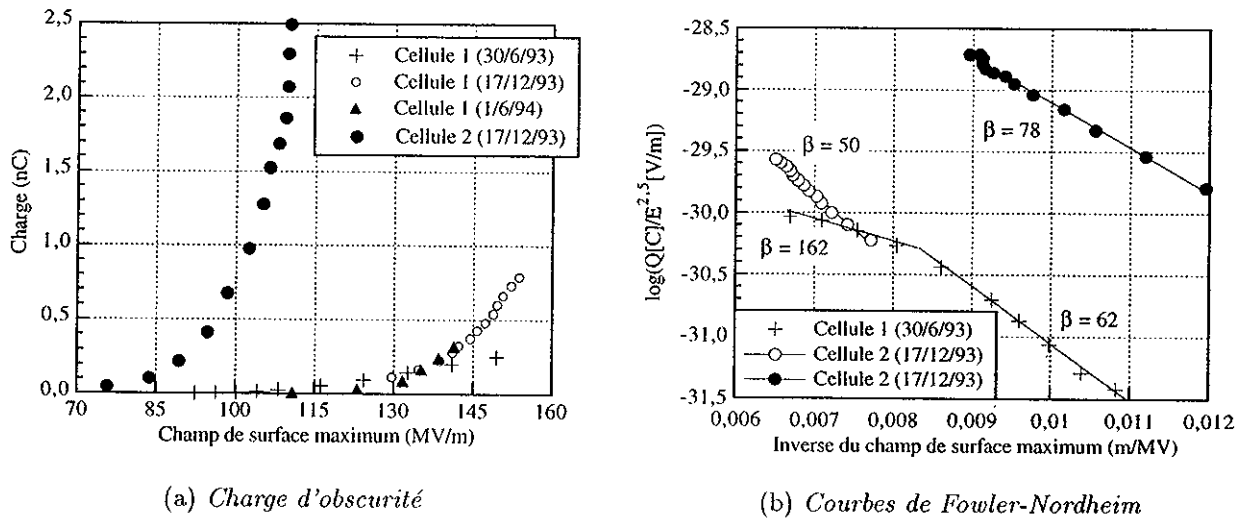 2,5
2,0
1,5
1,0
0,5
0,0
Charge (nC)
+ Cellule 1 (30/6/93)
○ Cellule 1 (17/12/93)
▲ Cellule 1 (1/6/94)
● Cellule 2 (17/12/93)
70 85 100 115 130 145 160
Champ de surface maximum (MV/m)
(a) Charge d'obscurité
-28,5
-29,0
-29,5
-30,0
-30,5
-31,0
-31,5
log(Q[C]/E^2,5[V/m])
β = 78
β = 50
β = 162
β = 62
+ Cellule 1 (30/6/93)
○ Cellule 2 (17/12/93)
● Cellule 2 (17/12/93)
0,006 0,007 0,008 0,009 0,01 0,011 0,012
Inverse du champ de surface maximum (m/MV)
(b) Courbes de Fowler-Nordheim